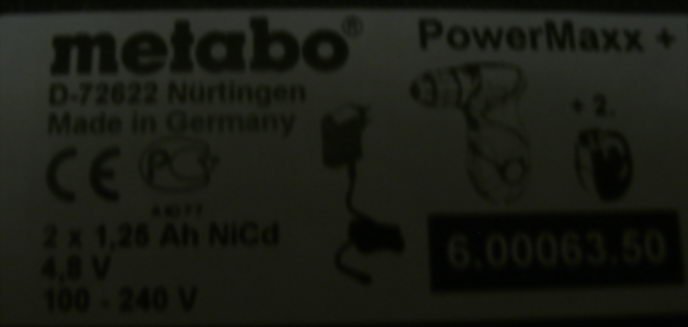 metabo®
PowerMaxx +
D-72622 Nürtingen
Made in Germany
+ 2.
CE
2 x 1,25 Ah NiCd
4,8 V
100 - 240 V
6.00063.50